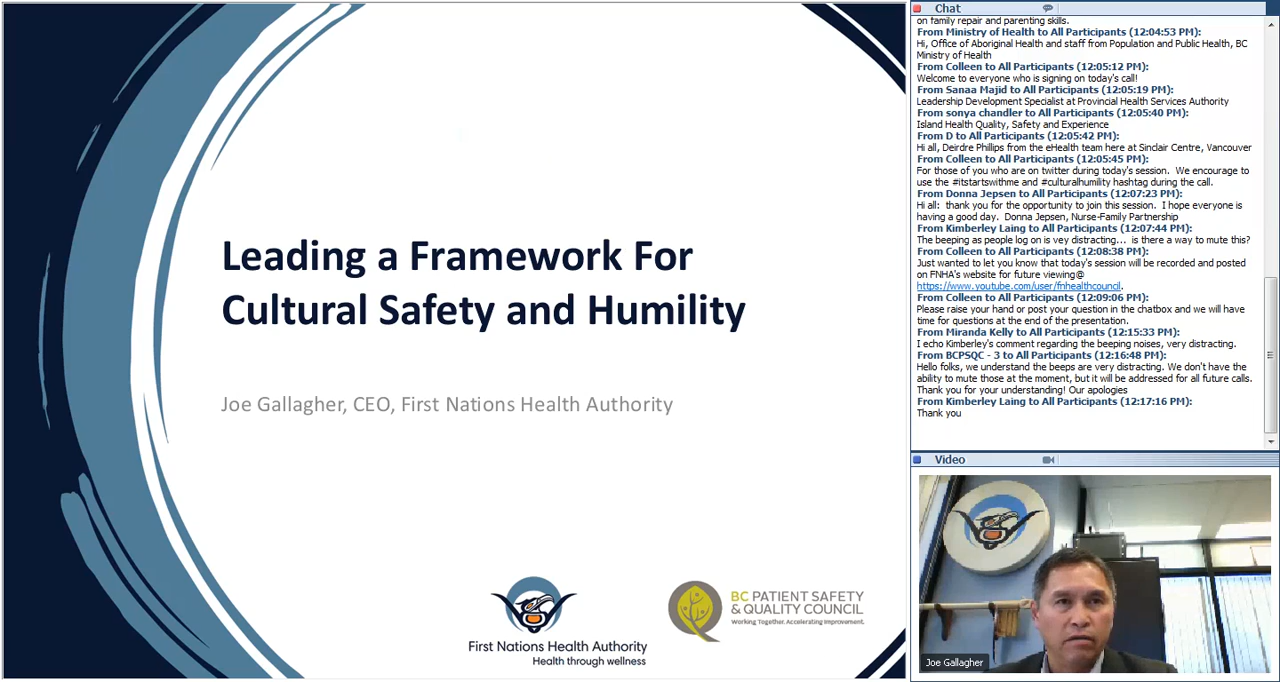 Leading a Framework For
Cultural Safety and Humility
Joe Gallagher, CEO, First Nations Health Authority
First Nations Health Authority
Health through wellness
BC PATIENT SAFETY
& QUALITY COUNCIL
Working Together. Accelerating Improvement.
Chat
on family repair and parenting skills.
From Ministry of Health to All Participants (12:04:53 PM):
Hi, Office of Aboriginal Health and staff from Population and Public Health, BC
Ministry of Health
From Colleen to All Participants (12:05:12 PM):
Welcome to everyone who is signing on today's call!
From Sanaa Majid to All Participants (12:05:19 PM):
Leadership Development Specialist at Provincial Health Services Authority
From sonya chandler to All Participants (12:05:40 PM):
Island Health Quality, Safety and Experience
From D to All Participants (12:05:42 PM):
Hi all, Deirdre Phillips from the eHealth team here at Sinclair Centre, Vancouver
From Colleen to All Participants (12:05:45 PM):
For those of you who are on twitter during today's session. We encourage to
use the #itstartswithme and #culturalhumility hashtag during the call.
From Donna Jepsen to All Participants (12:07:23 PM):
Hi all: thank you for the opportunity to join this session. I hope everyone is
having a good day. Donna Jepsen, Nurse-Family Partnership
From Kimberley Laing to All Participants (12:07:44 PM):
The beeping as people log on is vey distracting... is there a way to mute this?
From Colleen to All Participants (12:08:38 PM):
Just wanted to let you know that today's session will be recorded and posted
on FNHA's website for future viewing@
https://www.youtube.com/user/fnhealthcouncil.
From Colleen to All Participants (12:09:06 PM):
Please raise your hand or post your question in the chatbox and we will have
time for questions at the end of the presentation.
From Miranda Kelly to All Participants (12:15:33 PM):
I echo Kimberley's comment regarding the beeping noises, very distracting.
From BCPSQC - 3 to All Participants (12:16:48 PM):
Hello folks, we understand the beeps are very distracting. We don't have the
ability to mute those at the moment, but it will be addressed for all future calls.
Thank you for your understanding! Our apologies
From Kimberley Laing to All Participants (12:17:16 PM):
Thank you
Video
Joe Gallagher